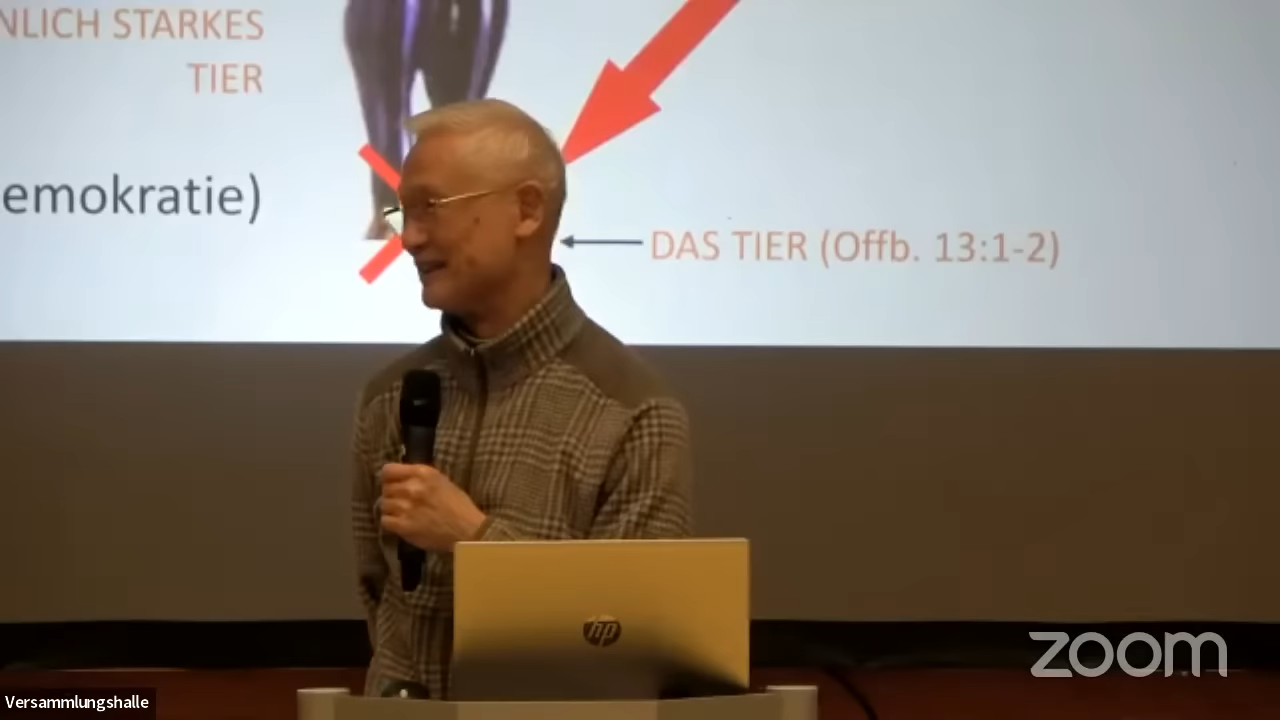 NLICH STARKES
TIER
emokratie)
DAS TIER (Offb. 13:1-2)
hp
zoom
Versammlungshalle